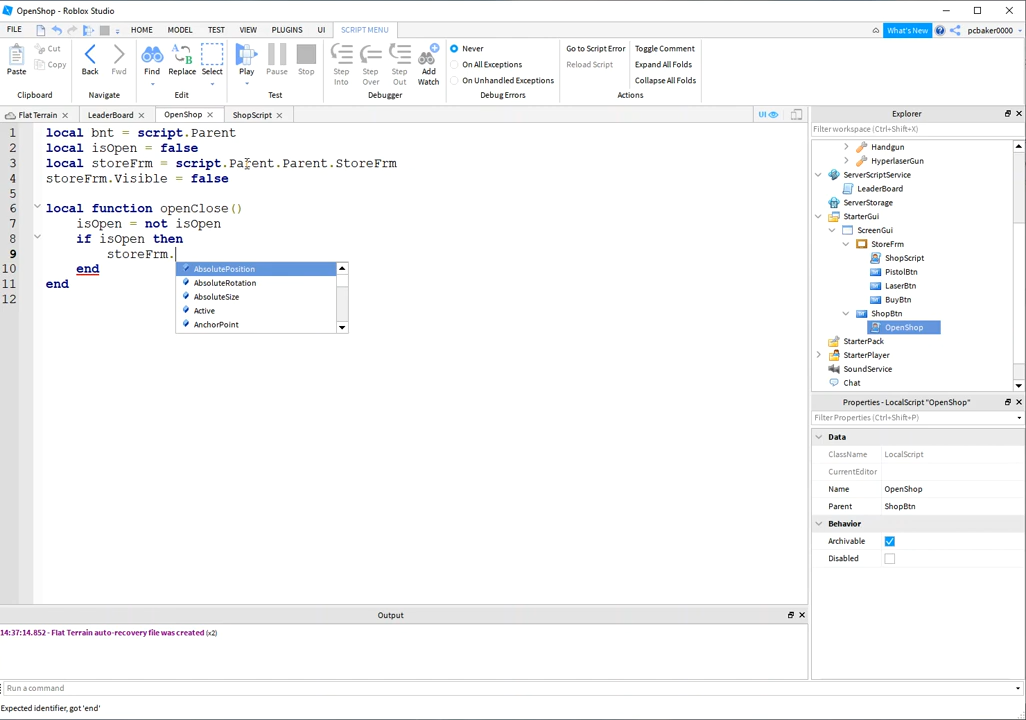 OpenShop - Roblox Studio
FILE HOME MODEL TEST VIEW PLUGINS UI SCRIPT MENU What's New pcbaker0000
Paste Cut Copy Back Fwd Find Replace Select Play Pause Stop Step Into Step Over Step Out Add Watch
Never
On All Exceptions
On Unhandled Exceptions
Go to Script Error
Reload Script
Toggle Comment
Expand All Folds
Collapse All Folds
Clipboard Navigate Edit Test Debugger Debug Errors Actions
Flat Terrain LeaderBoard OpenShop ShopScript UI
1 local bnt = script.Parent
2 local isOpen = false
3 local storeFrm = script.Parent.Parent.StoreFrm
4 storeFrm.Visible = false
5
6 local function openClose()
7 isOpen = not isOpen
8 if isOpen then
9 storeFrm.
10 end
11 end
12
AbsolutePosition
AbsoluteRotation
AbsoluteSize
Active
AnchorPoint
Explorer
Filter workspace (Ctrl+Shift+X)
Handgun
HyperlaserGun
ServerScriptService
LeaderBoard
ServerStorage
StarterGui
ScreenGui
StoreFrm
ShopScript
PistolBtn
LaserBtn
BuyBtn
ShopBtn
OpenShop
StarterPack
StarterPlayer
SoundService
Chat
Properties - LocalScript "OpenShop"
Filter Properties (Ctrl+Shift+P)
Data
ClassName LocalScript
CurrentEditor
Name OpenShop
Parent ShopBtn
Behavior
Archivable
Disabled
Output
14:37:14.852 - Flat Terrain auto-recovery file was created (x2)
Run a command
Expected identifier, got 'end'